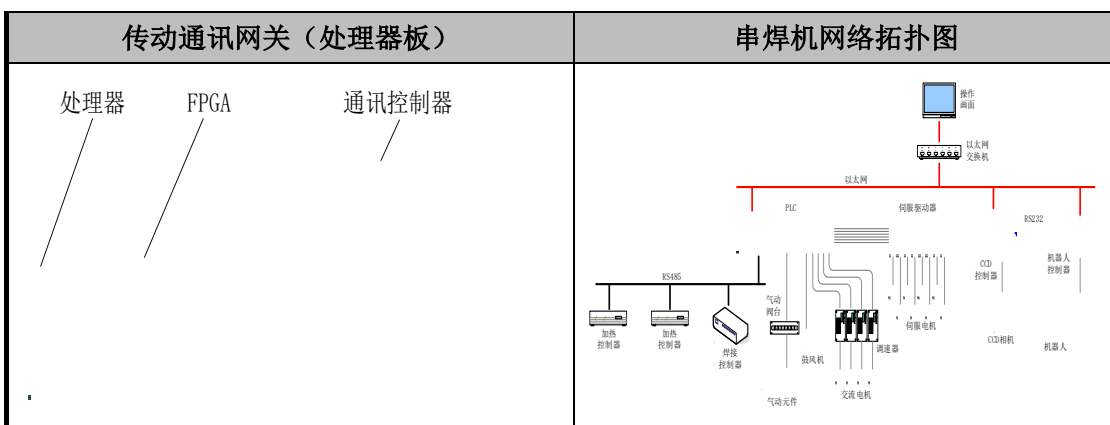 传动通讯网关（处理器板）
串焊机网络拓扑图
处理器
FPGA
通讯控制器
操作
画面
以太网
交换机
以太网
PLC
伺服驱动器
RS232
CCD
控制器
机器人
控制器
RS485
气动
阀台
加热
控制器
加热
控制器
焊接
控制器
鼓风机
调速器
伺服电机
CCD相机
机器人
气动元件
交流电机